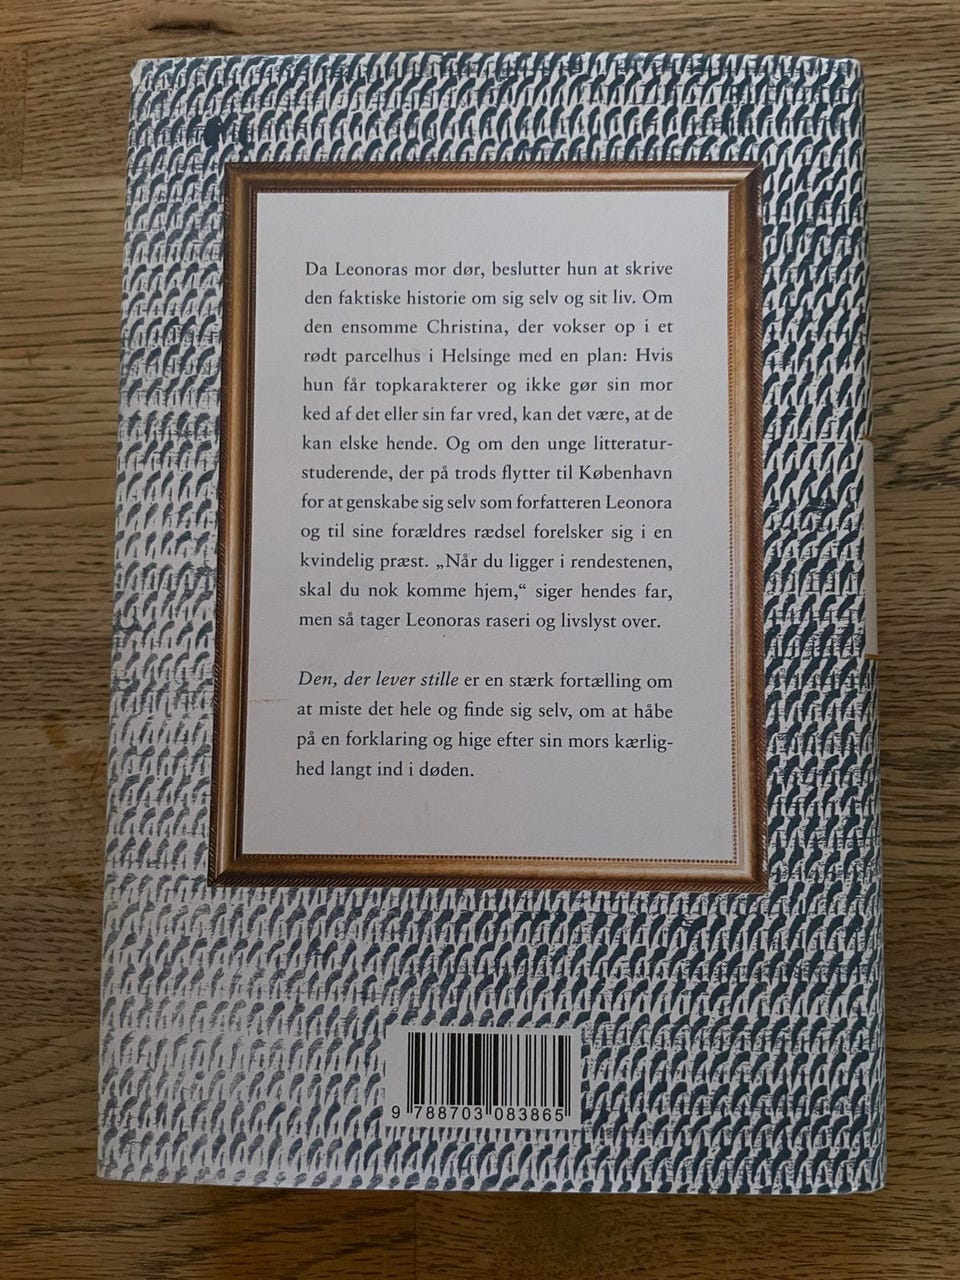 Da Leonoras mor dør, beslutter hun at skrive
den faktiske historie om sig selv og sit liv. Om
den ensomme Christina, der vokser op i et
rødt parcelhus i Helsinge med en plan: Hvis
hun får topkarakterer og ikke gør sin mor
ked af det eller sin far vred, kan det være, at de
kan elske hende. Og om den unge litteratur-
studerende, der på trods flytter til København
for at genskabe sig selv som forfatteren Leonora
og til sine forældres rædsel forelsker sig i en
kvindelig præst. „Når du ligger i rendestenen,
skal du nok komme hjem,“ siger hendes far,
men så tager Leonoras raseri og livslyst over.
Den, der lever stille er en stærk fortælling om
at miste det hele og finde sig selv, om at håbe
på en forklaring og hige efter sin mors kærlig-
hed langt ind i døden.
9 788703 083865